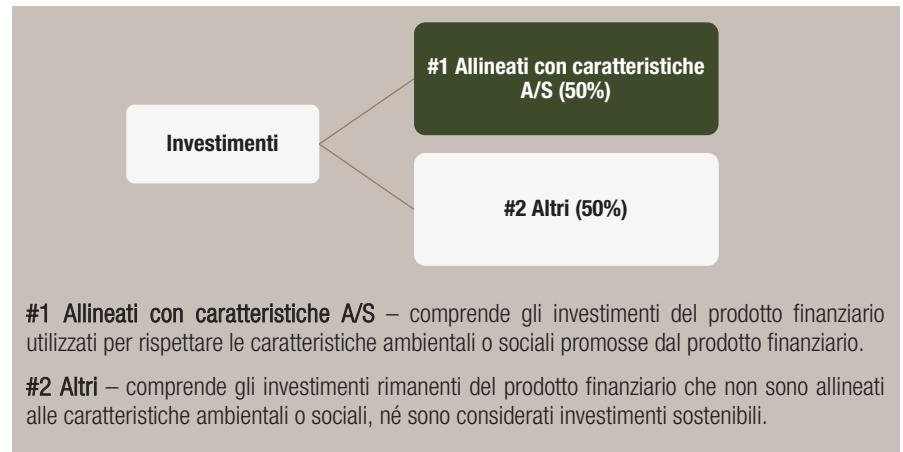 #1 Allineati con caratteristiche
A/S (50%)
Investimenti
#2 Altri (50%)
#1 Allineati con caratteristiche A/S – comprende gli investimenti del prodotto finanziario
utilizzati per rispettare le caratteristiche ambientali o sociali promosse dal prodotto finanziario.
#2 Altri – comprende gli investimenti rimanenti del prodotto finanziario che non sono allineati
alle caratteristiche ambientali o sociali, né sono considerati investimenti sostenibili.